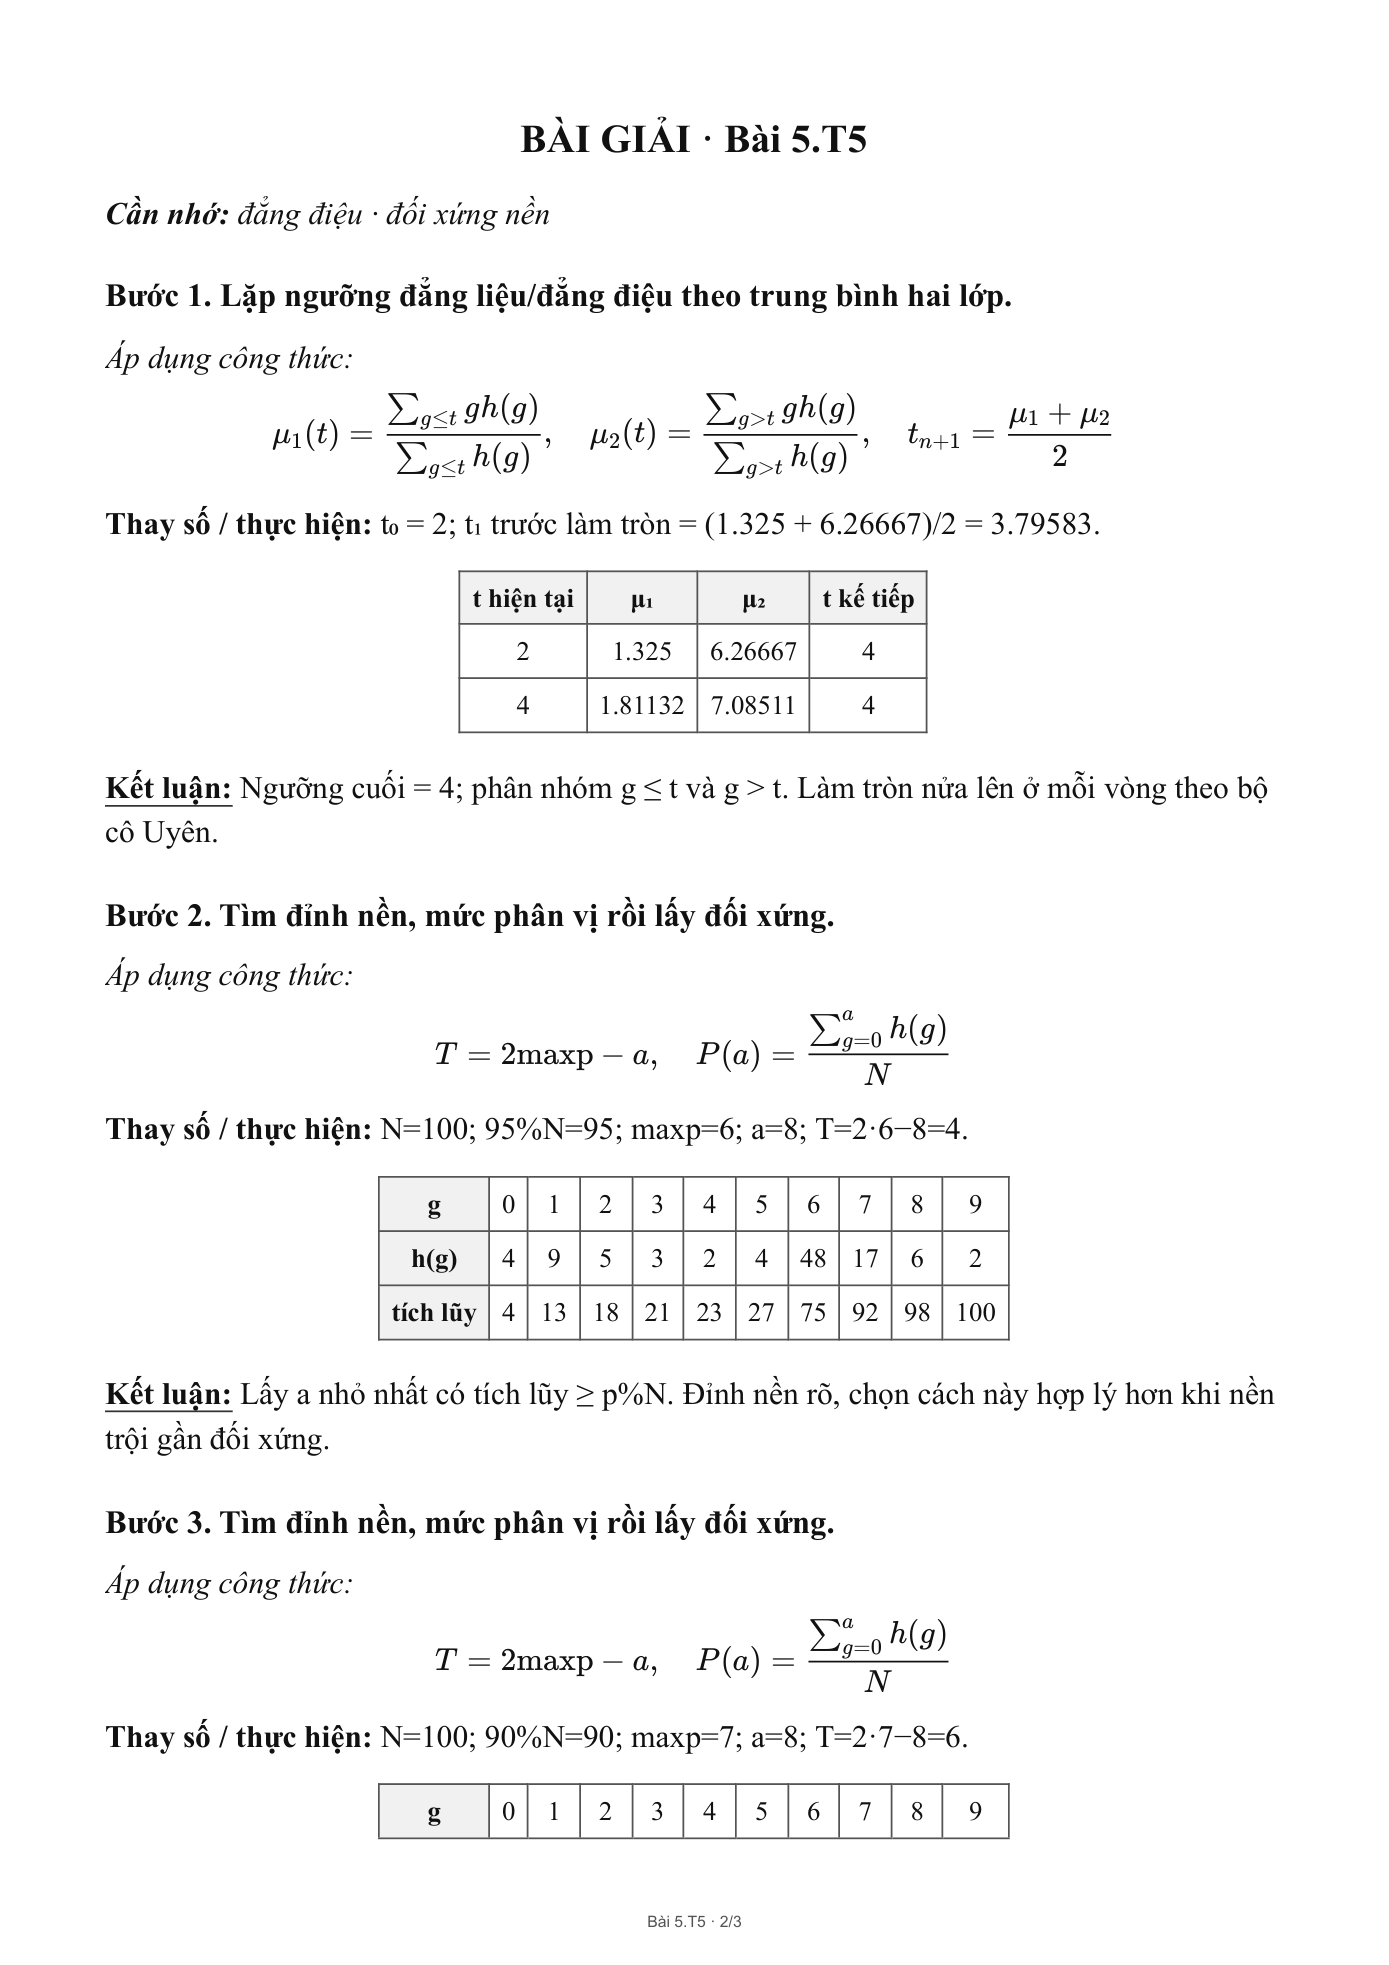 BÀI GIẢI · Bài 5.T5
Cần nhớ: đẳng điệu · đối xứng nền
Bước 1. Lặp ngưỡng đẳng liệu/đẳng điệu theo trung bình hai lớp.
Áp dụng công thức:
μ₁(t) = ∑_{g≤t} gh(g) / ∑_{g≤t} h(g), μ₂(t) = ∑_{g>t} gh(g) / ∑_{g>t} h(g), t_{n+1} = (μ₁ + μ₂) / 2
Thay số / thực hiện: t₀ = 2; t₁ trước làm tròn = (1.325 + 6.26667)/2 = 3.79583.
t hiện tại μ₁ μ₂ t kế tiếp
2 1.325 6.26667 4
4 1.81132 7.08511 4
Kết luận: Ngưỡng cuối = 4; phân nhóm g ≤ t và g > t. Làm tròn nửa lên ở mỗi vòng theo bộ
cô Uyên.
Bước 2. Tìm đỉnh nền, mức phân vị rồi lấy đối xứng.
Áp dụng công thức:
T = 2maxp − a, P(a) = ∑_{g=0}^{a} h(g) / N
Thay số / thực hiện: N=100; 95%N=95; maxp=6; a=8; T=2·6−8=4.
g 0 1 2 3 4 5 6 7 8 9
h(g) 4 9 5 3 2 4 48 17 6 2
tích lũy 4 13 18 21 23 27 75 92 98 100
Kết luận: Lấy a nhỏ nhất có tích lũy ≥ p%N. Đỉnh nền rõ, chọn cách này hợp lý hơn khi nền
trội gần đối xứng.
Bước 3. Tìm đỉnh nền, mức phân vị rồi lấy đối xứng.
Áp dụng công thức:
T = 2maxp − a, P(a) = ∑_{g=0}^{a} h(g) / N
Thay số / thực hiện: N=100; 90%N=90; maxp=7; a=8; T=2·7−8=6.
g 0 1 2 3 4 5 6 7 8 9
Bài 5.T5 · 2/3